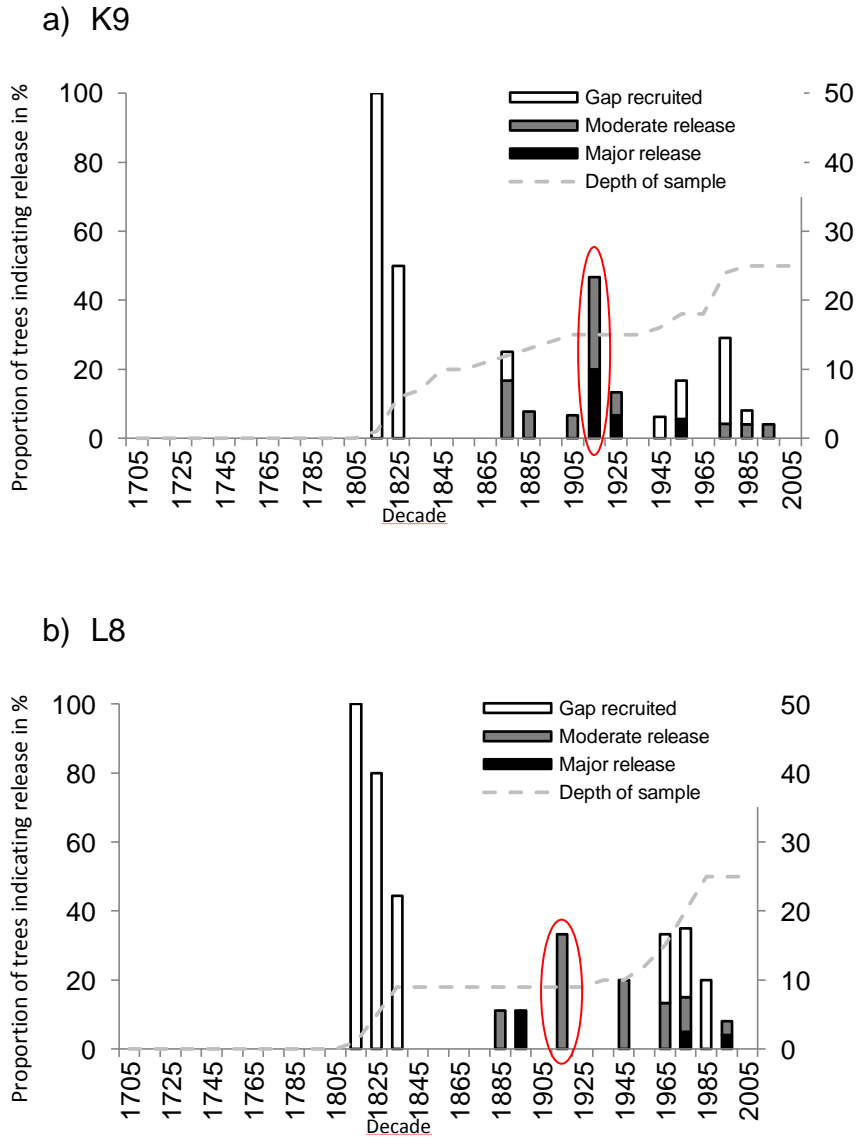 a) K9
Proportion of trees indicating release in %
100
80
60
40
20
0
Gap recruited
Moderate release
Major release
Depth of sample
50
40
30
20
10
0
1705 1725 1745 1765 1785 1805 1825 1845 1865 1885 1905 1925 1945 1965 1985 2005
Decade
b) L8
Proportion of trees indicating release in %
100
80
60
40
20
0
Gap recruited
Moderate release
Major release
Depth of sample
50
40
30
20
10
0
1705 1725 1745 1765 1785 1805 1825 1845 1865 1885 1905 1925 1945 1965 1985 2005
Decade